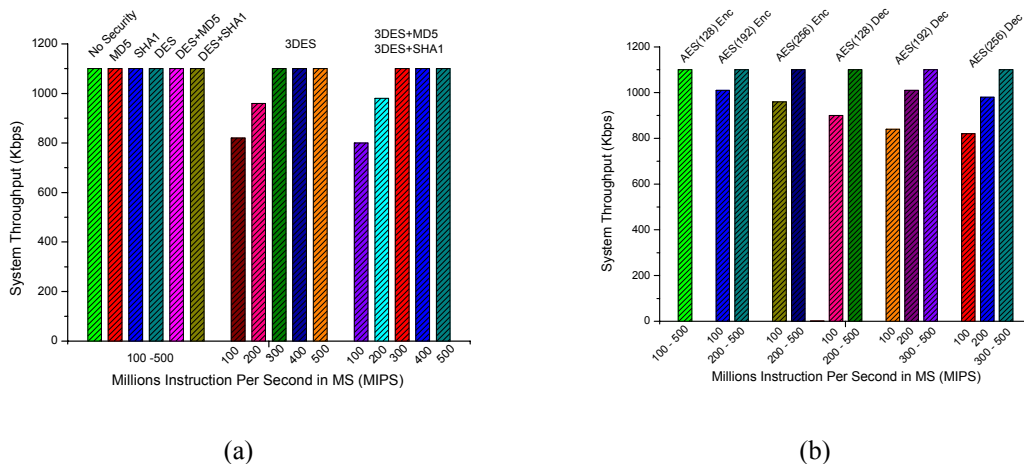 No Security
MD5
SHA1
DES
DES+MD5
DES+SHA1
3DES
3DES+MD5
3DES+SHA1
1200
1000
800
600
400
200
0
System Throughput (Kbps)
100 -500
100
200
300
400
500
100
200
300
400
500
Millions Instruction Per Second in MS (MIPS)
(a)
AES(128) Enc
AES(192) Enc
AES(256) Enc
AES(128) Dec
AES(192) Dec
AES(256) Dec
1200
1000
800
600
400
200
0
System Throughput (Kbps)
100 - 500
100
200 - 500
100
200 - 500
100
200 - 500
100
200
300 - 500
100
200
300 - 500
Millions Instruction Per Second in MS (MIPS)
(b)